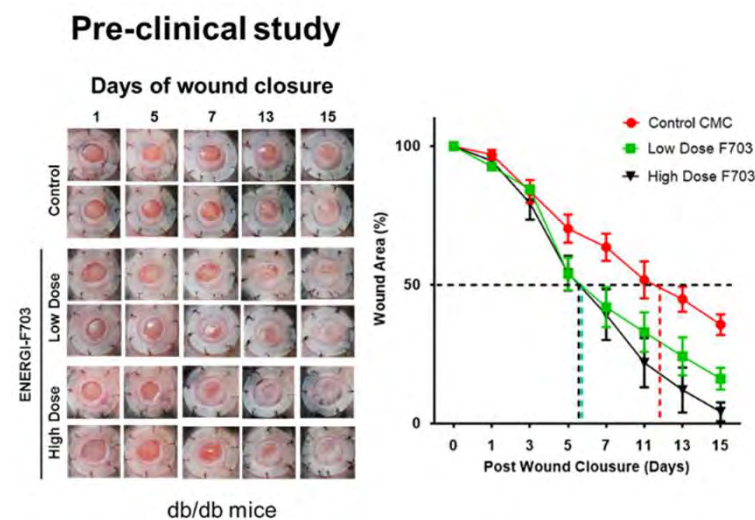 Pre-clinical study
Days of wound closure
1 5 7 13 15
Control
ENERGI-F703
Low Dose
High Dose
db/db mice
Control CMC
Low Dose F703
High Dose F703
Wound Area (%)
100
50
0
0 1 3 5 7 11 13 15
Post Wound Clousure (Days)